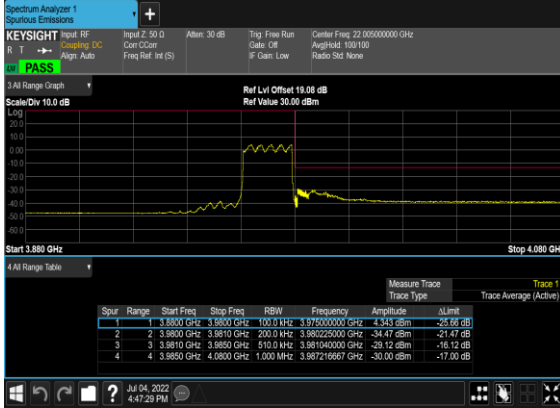 Spectrum Analyzer 1
Spurious Emissions
+
KEYSIGHT Input: RF Input Z: 50 Ω Atten: 30 dB Trig: Free Run Center Freq: 22.005000000 GHz
R T Coupling: DC Corr CCorr Gate: Off Avg|Hold: 100/100
Align: Auto Freq Ref: Int (S) IF Gain: Low Radio Std: None
LXI PASS
3 All Range Graph
Ref Lvl Offset 19.08 dB
Scale/Div 10.0 dB Ref Value 30.00 dBm
Log
20.0
10.0
0.00
-10.0
-20.0
-30.0
-40.0
-50.0
-60.0
Start 3.880 GHz Stop 4.080 GH
4 All Range Table
Measure Trace Trace 1
Trace Type Trace Average (Active)
Spur Range Start Freq Stop Freq RBW Frequency Amplitude ΔLimit
1 1 3.8800 GHz 3.9800 GHz 100.0 kHz 3.975000000 GHz 4.343 dBm -25.66 dB
2 2 3.9800 GHz 3.9810 GHz 200.0 kHz 3.980225000 GHz -34.47 dBm -21.47 dB
3 3 3.9810 GHz 3.9850 GHz 510.0 kHz 3.981040000 GHz -29.12 dBm -16.12 dB
4 4 3.9850 GHz 4.0800 GHz 1.000 MHz 3.987216667 GHz -30.00 dBm -17.00 dB
? Jul 04, 2022
4:47:29 PM